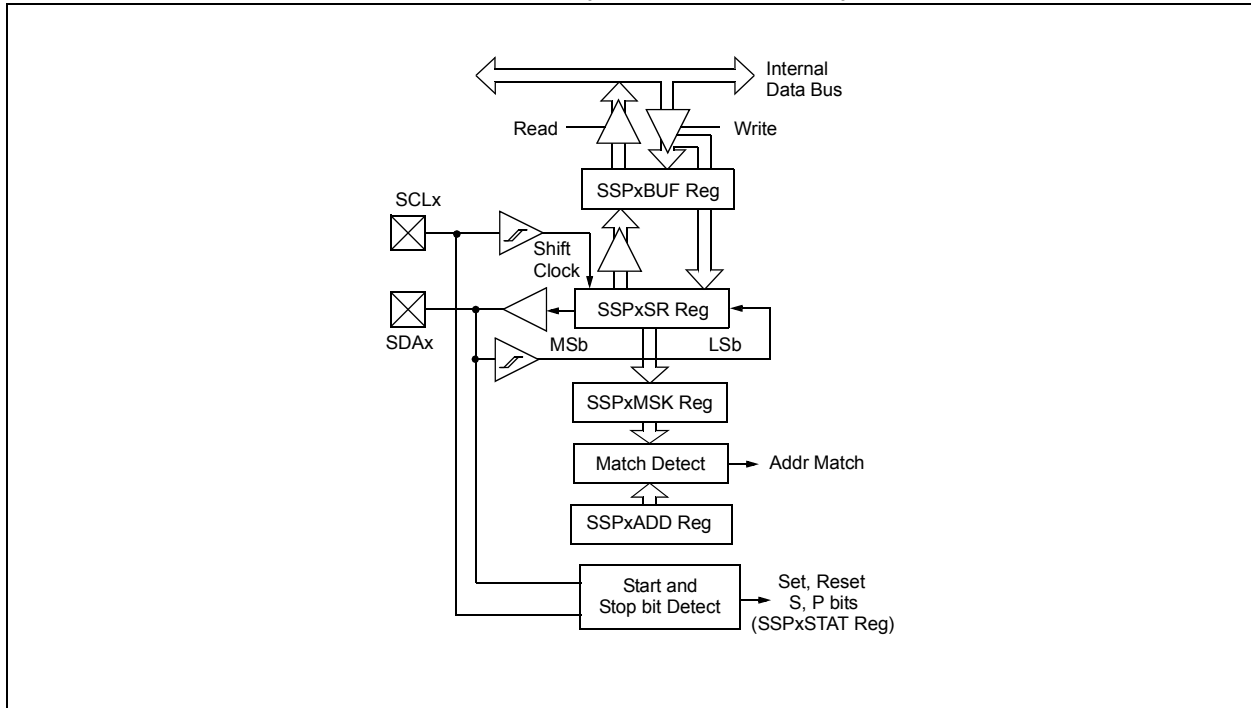 Internal
Data Bus
Read
Write
SSPxBUF Reg
SCLx
Shift
Clock
SSPxSR Reg
SDAx
MSb
LSb
SSPxMSK Reg
Match Detect
Addr Match
SSPxADD Reg
Start and
Stop bit Detect
Set, Reset
S, P bits
(SSPxSTAT Reg)